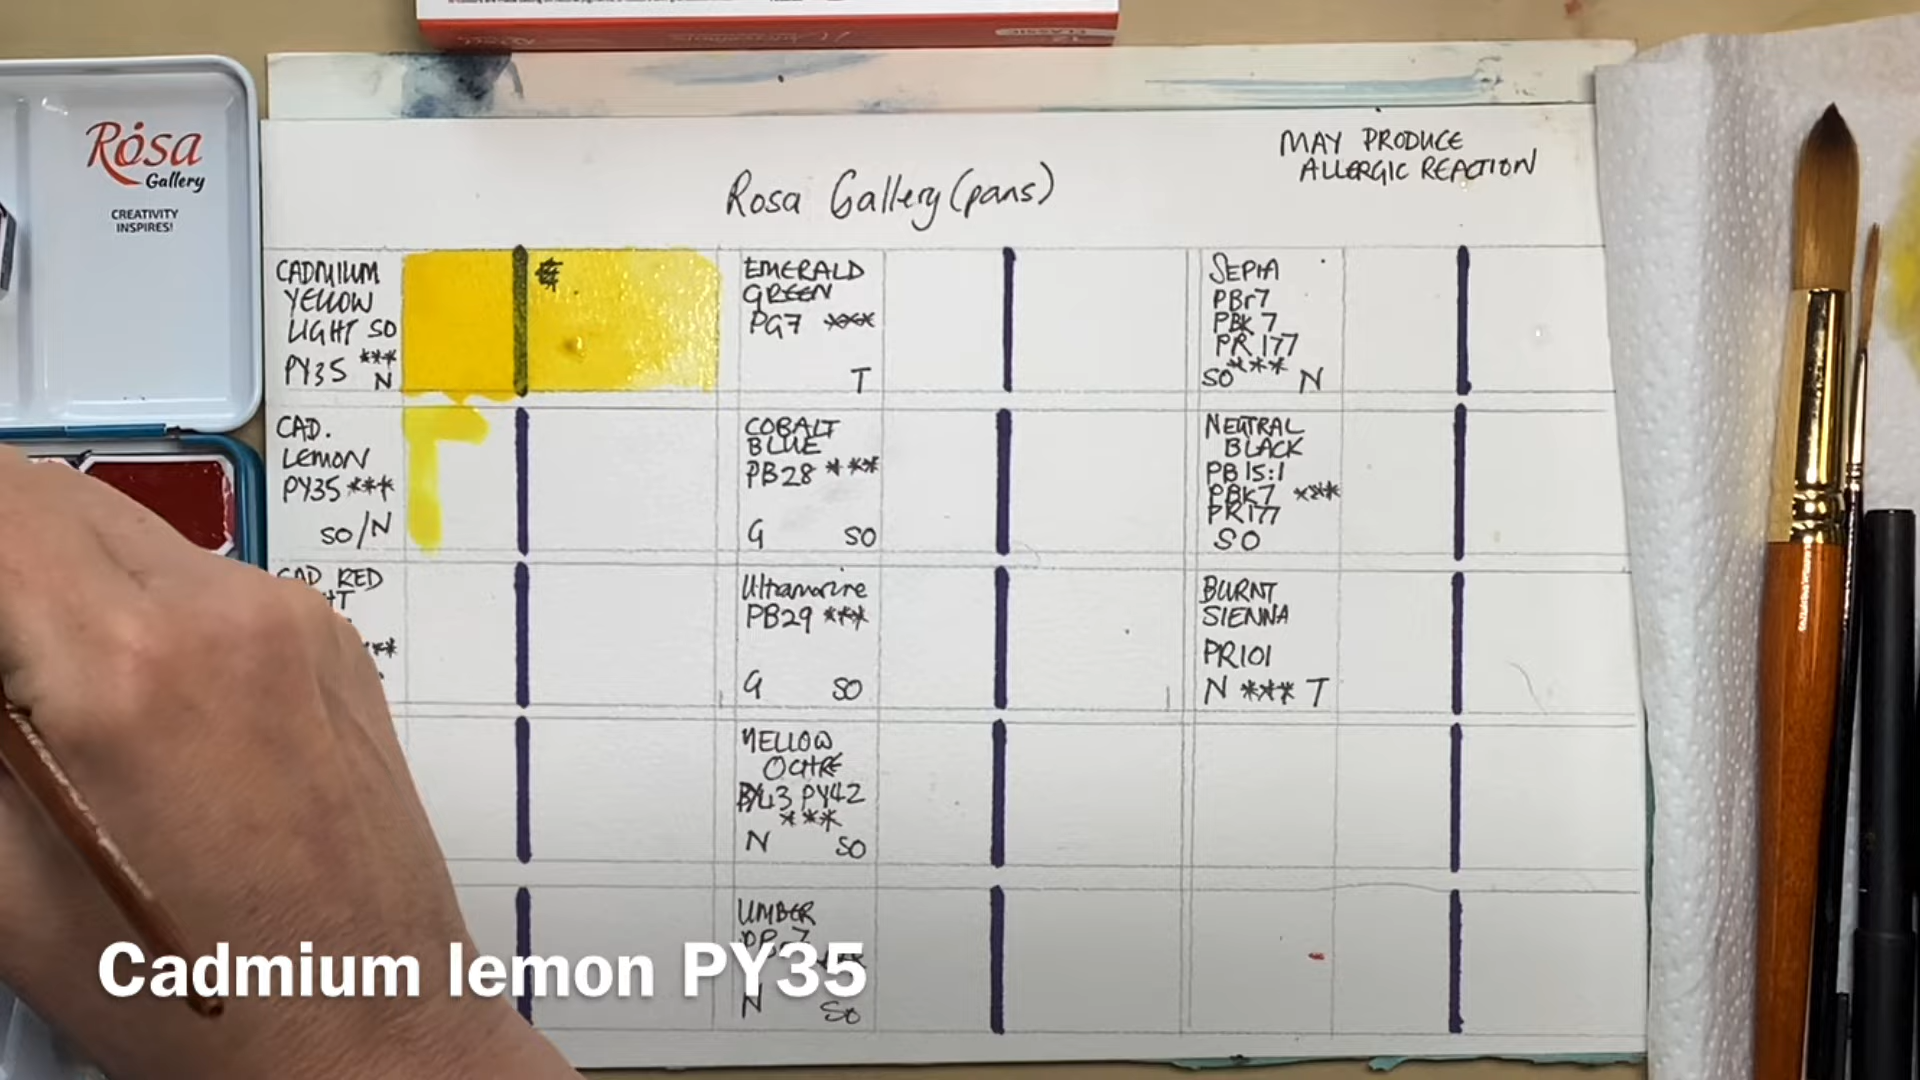 CLASSIC
Rosa
Gallery
CREATIVITY
INSPIRES!
MAY PRODUCE
ALLERGIC REACTION
Rosa Gallery (pans)
CADMIUM
YELLOW
LIGHT SO
PY35 ***
N
CAD.
LEMON
PY35 ***
SO/N
CAD RED
EMERALD
GREEN
PG7 ***
T
COBALT
BLUE
PB28 ***
G SO
Ultramarine
PB29 ***
G SO
YELLOW
OCHRE
PY43 PY42
***
N SO
UMBER
N SO
SEPIA
PBr7
PBK 7
PR 177
SO *** N
NEUTRAL
BLACK
PB15:1
PBK7 ***
PR177
SO
BURNT
SIENNA
PR101
N *** T
Cadmium lemon PY35